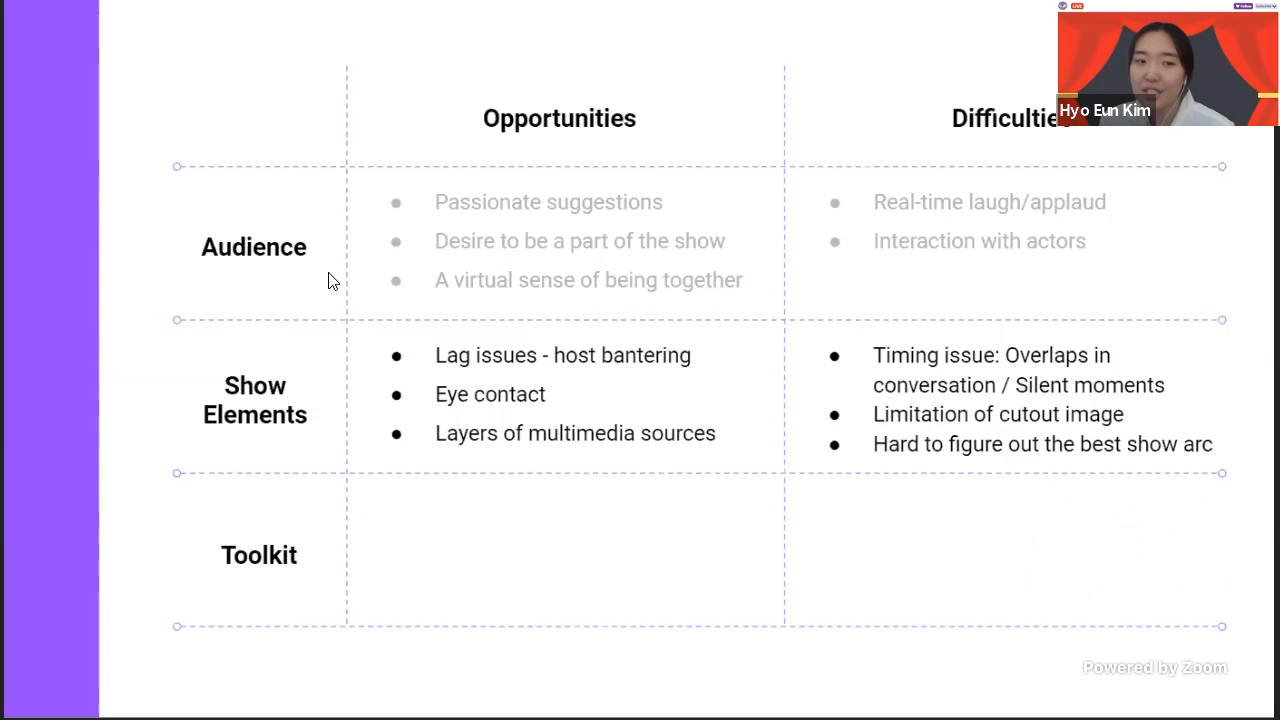 LIVE
Follow
Subscribe
Hyo Eun Kim
Opportunities
Difficultie
Audience
Passionate suggestions
Desire to be a part of the show
A virtual sense of being together
Real-time laugh/applaud
Interaction with actors
Show
Elements
Lag issues - host bantering
Eye contact
Layers of multimedia sources
Timing issue: Overlaps in
conversation / Silent moments
Limitation of cutout image
Hard to figure out the best show arc
Toolkit
Powered by Zoom